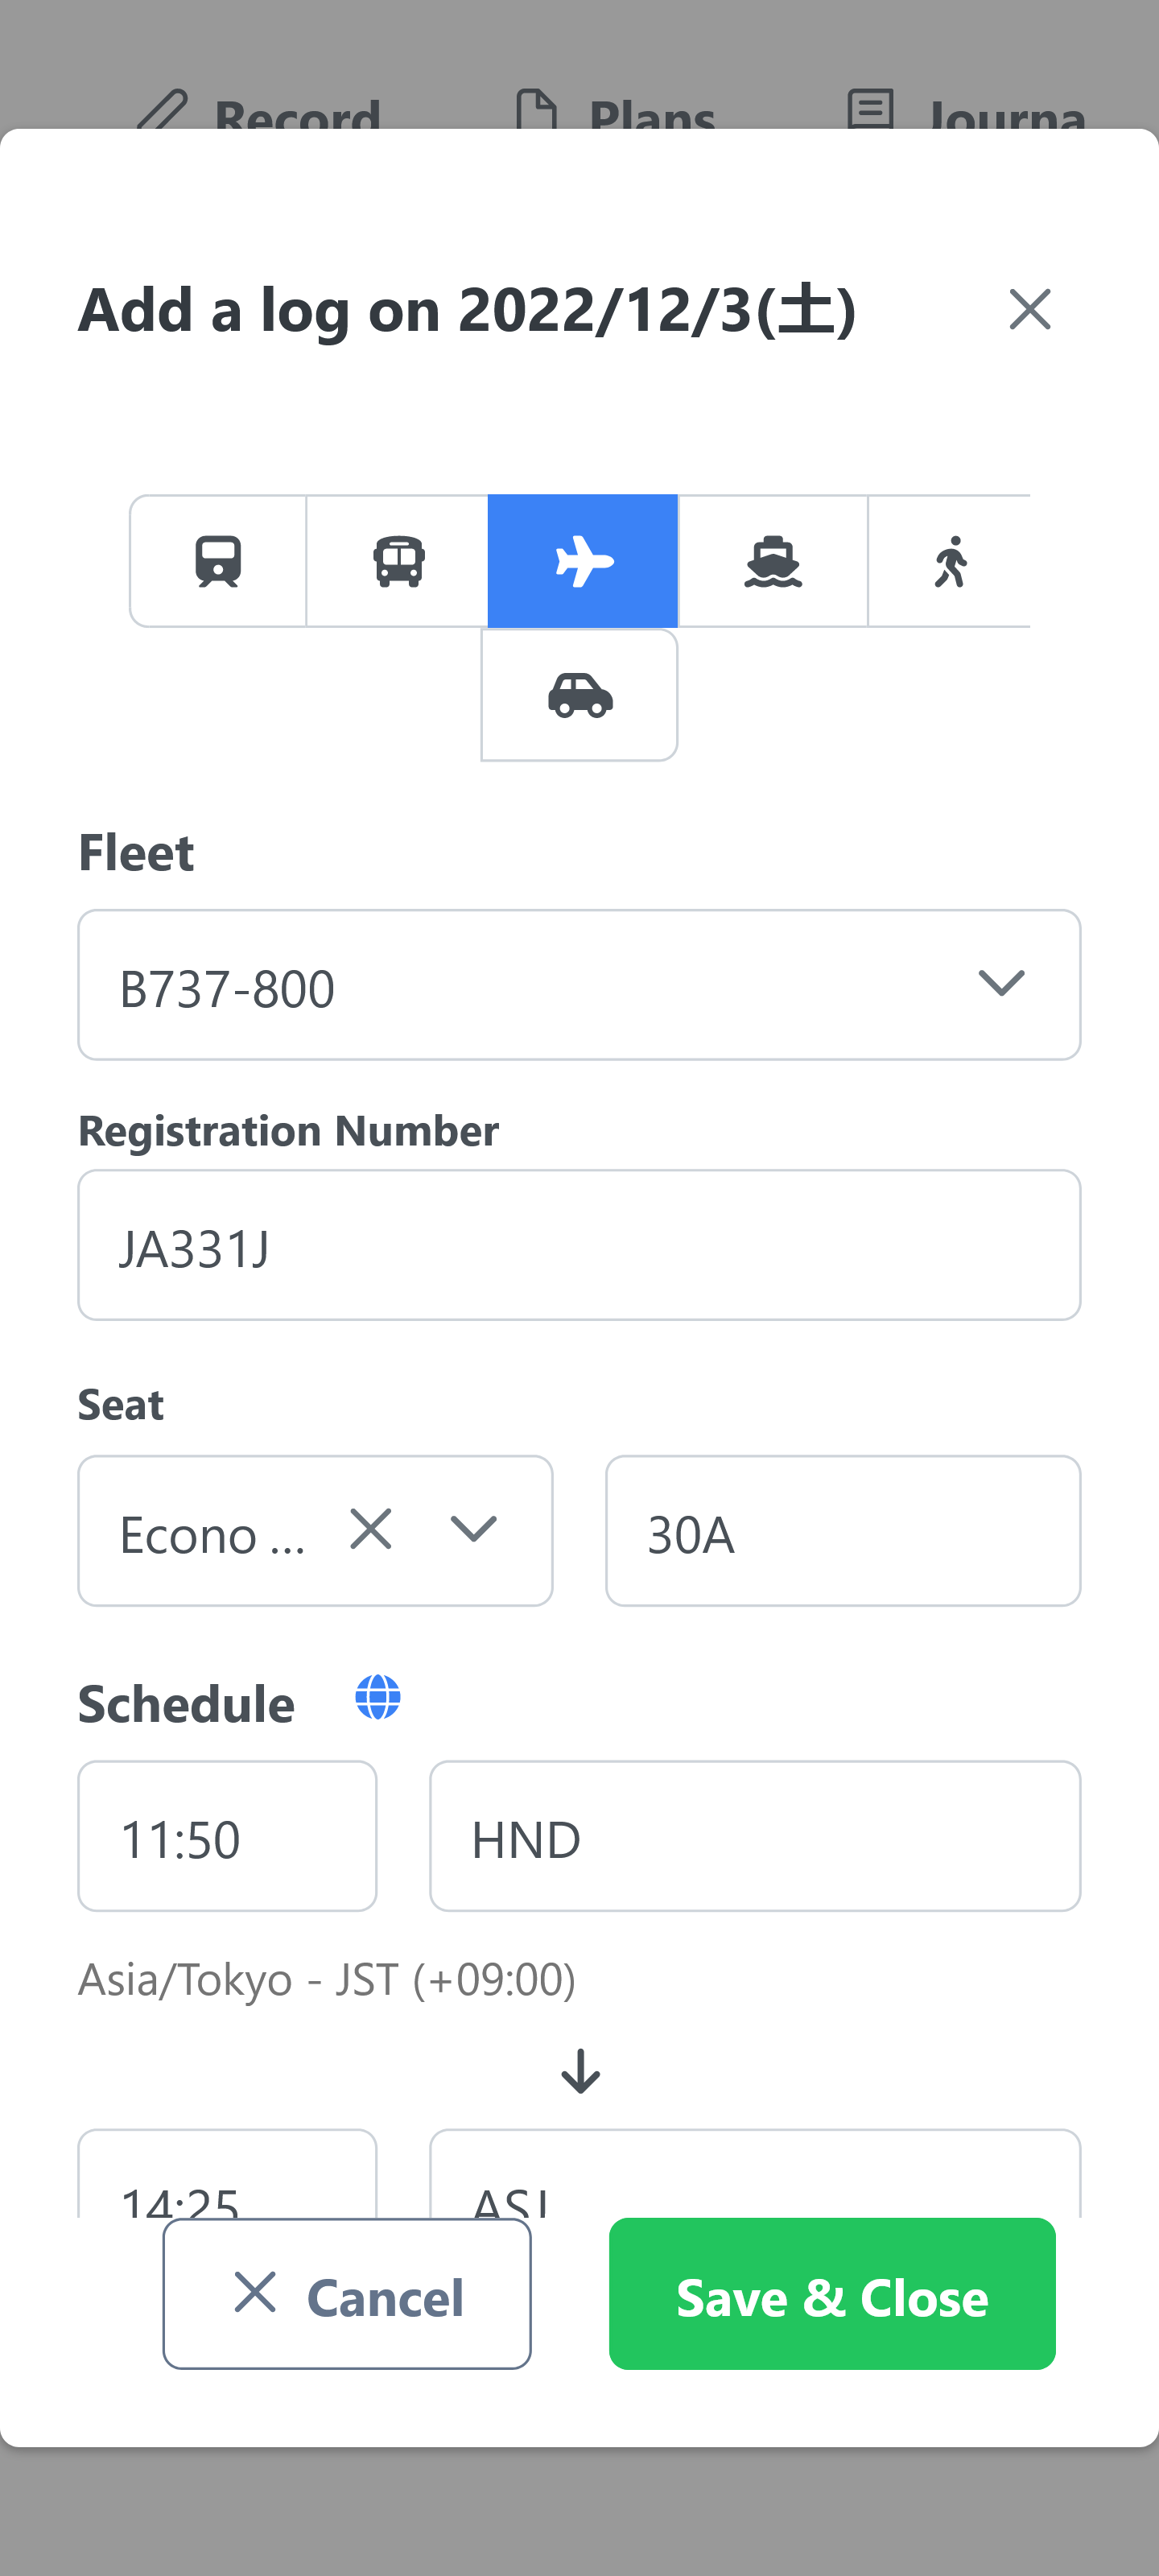 Record Plans Journa
Add a log on 2022/12/3(土)
Fleet
B737-800
Registration Number
JA331J
Seat
Econo ... 30A
Schedule
11:50 HND
Asia/Tokyo - JST (+09:00)
14:25 ASJ
Cancel Save & Close